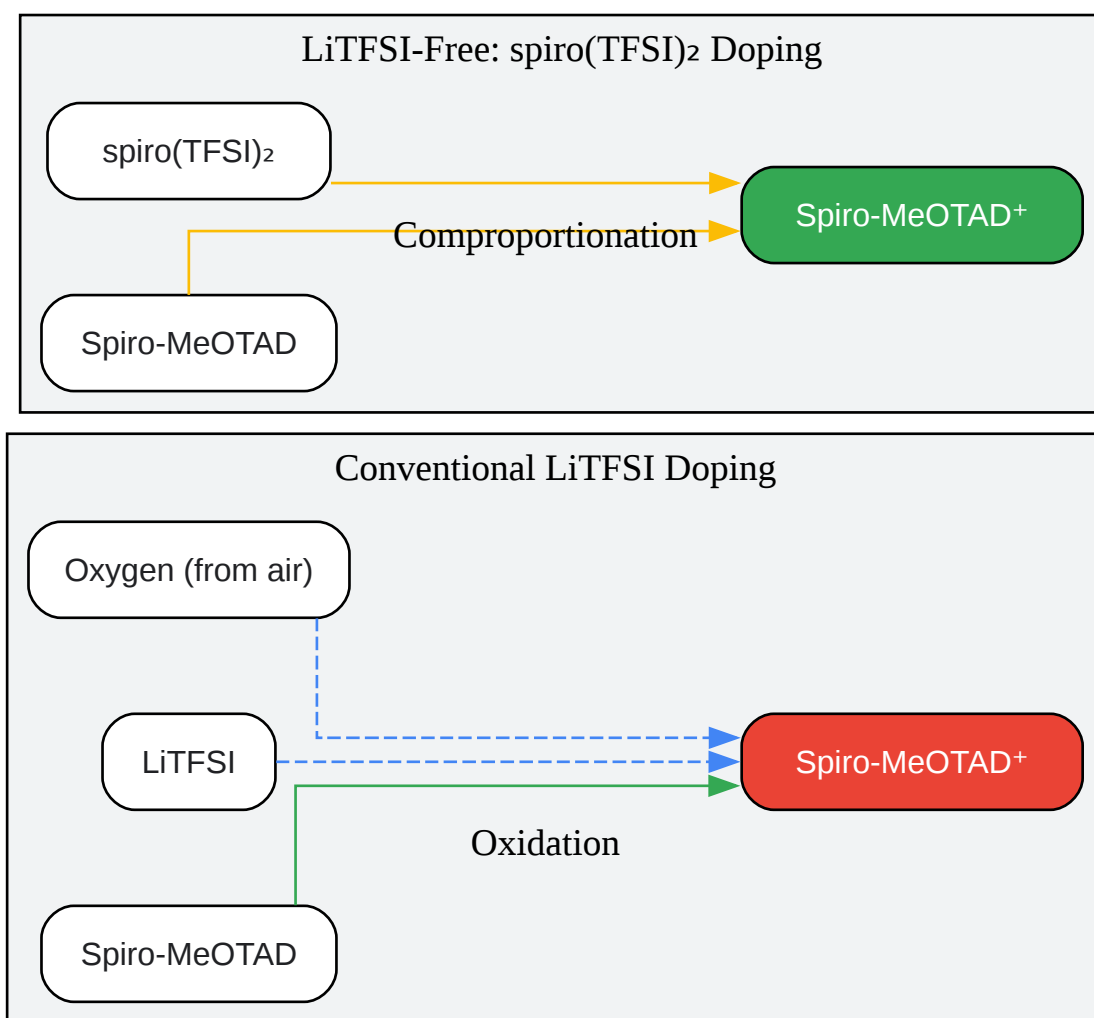 LiTFSI-Free: spiro(TFSI)₂ Doping
spiro(TFSI)₂
Spiro-MeOTAD⁺
Comproportionation
Spiro-MeOTAD
Conventional LiTFSI Doping
Oxygen (from air)
LiTFSI
Spiro-MeOTAD⁺
Oxidation
Spiro-MeOTAD